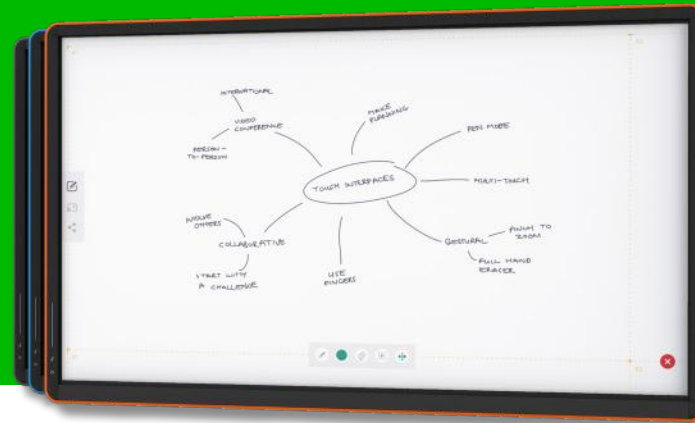 INTERNATIONAL
VIDEO
CONFERENCE
PERSON-
TO-PERSON
MAKE
PLANNING
PEN MODE
TOUCH INTERFACES
MULTI-TOUCH
INVOLVE
OTHERS
COLLABORATIVE
START WITH
A CHALLENGE
USE
FINGERS
GESTURAL
PINCH TO
ZOOM
FULL HAND
ERASER